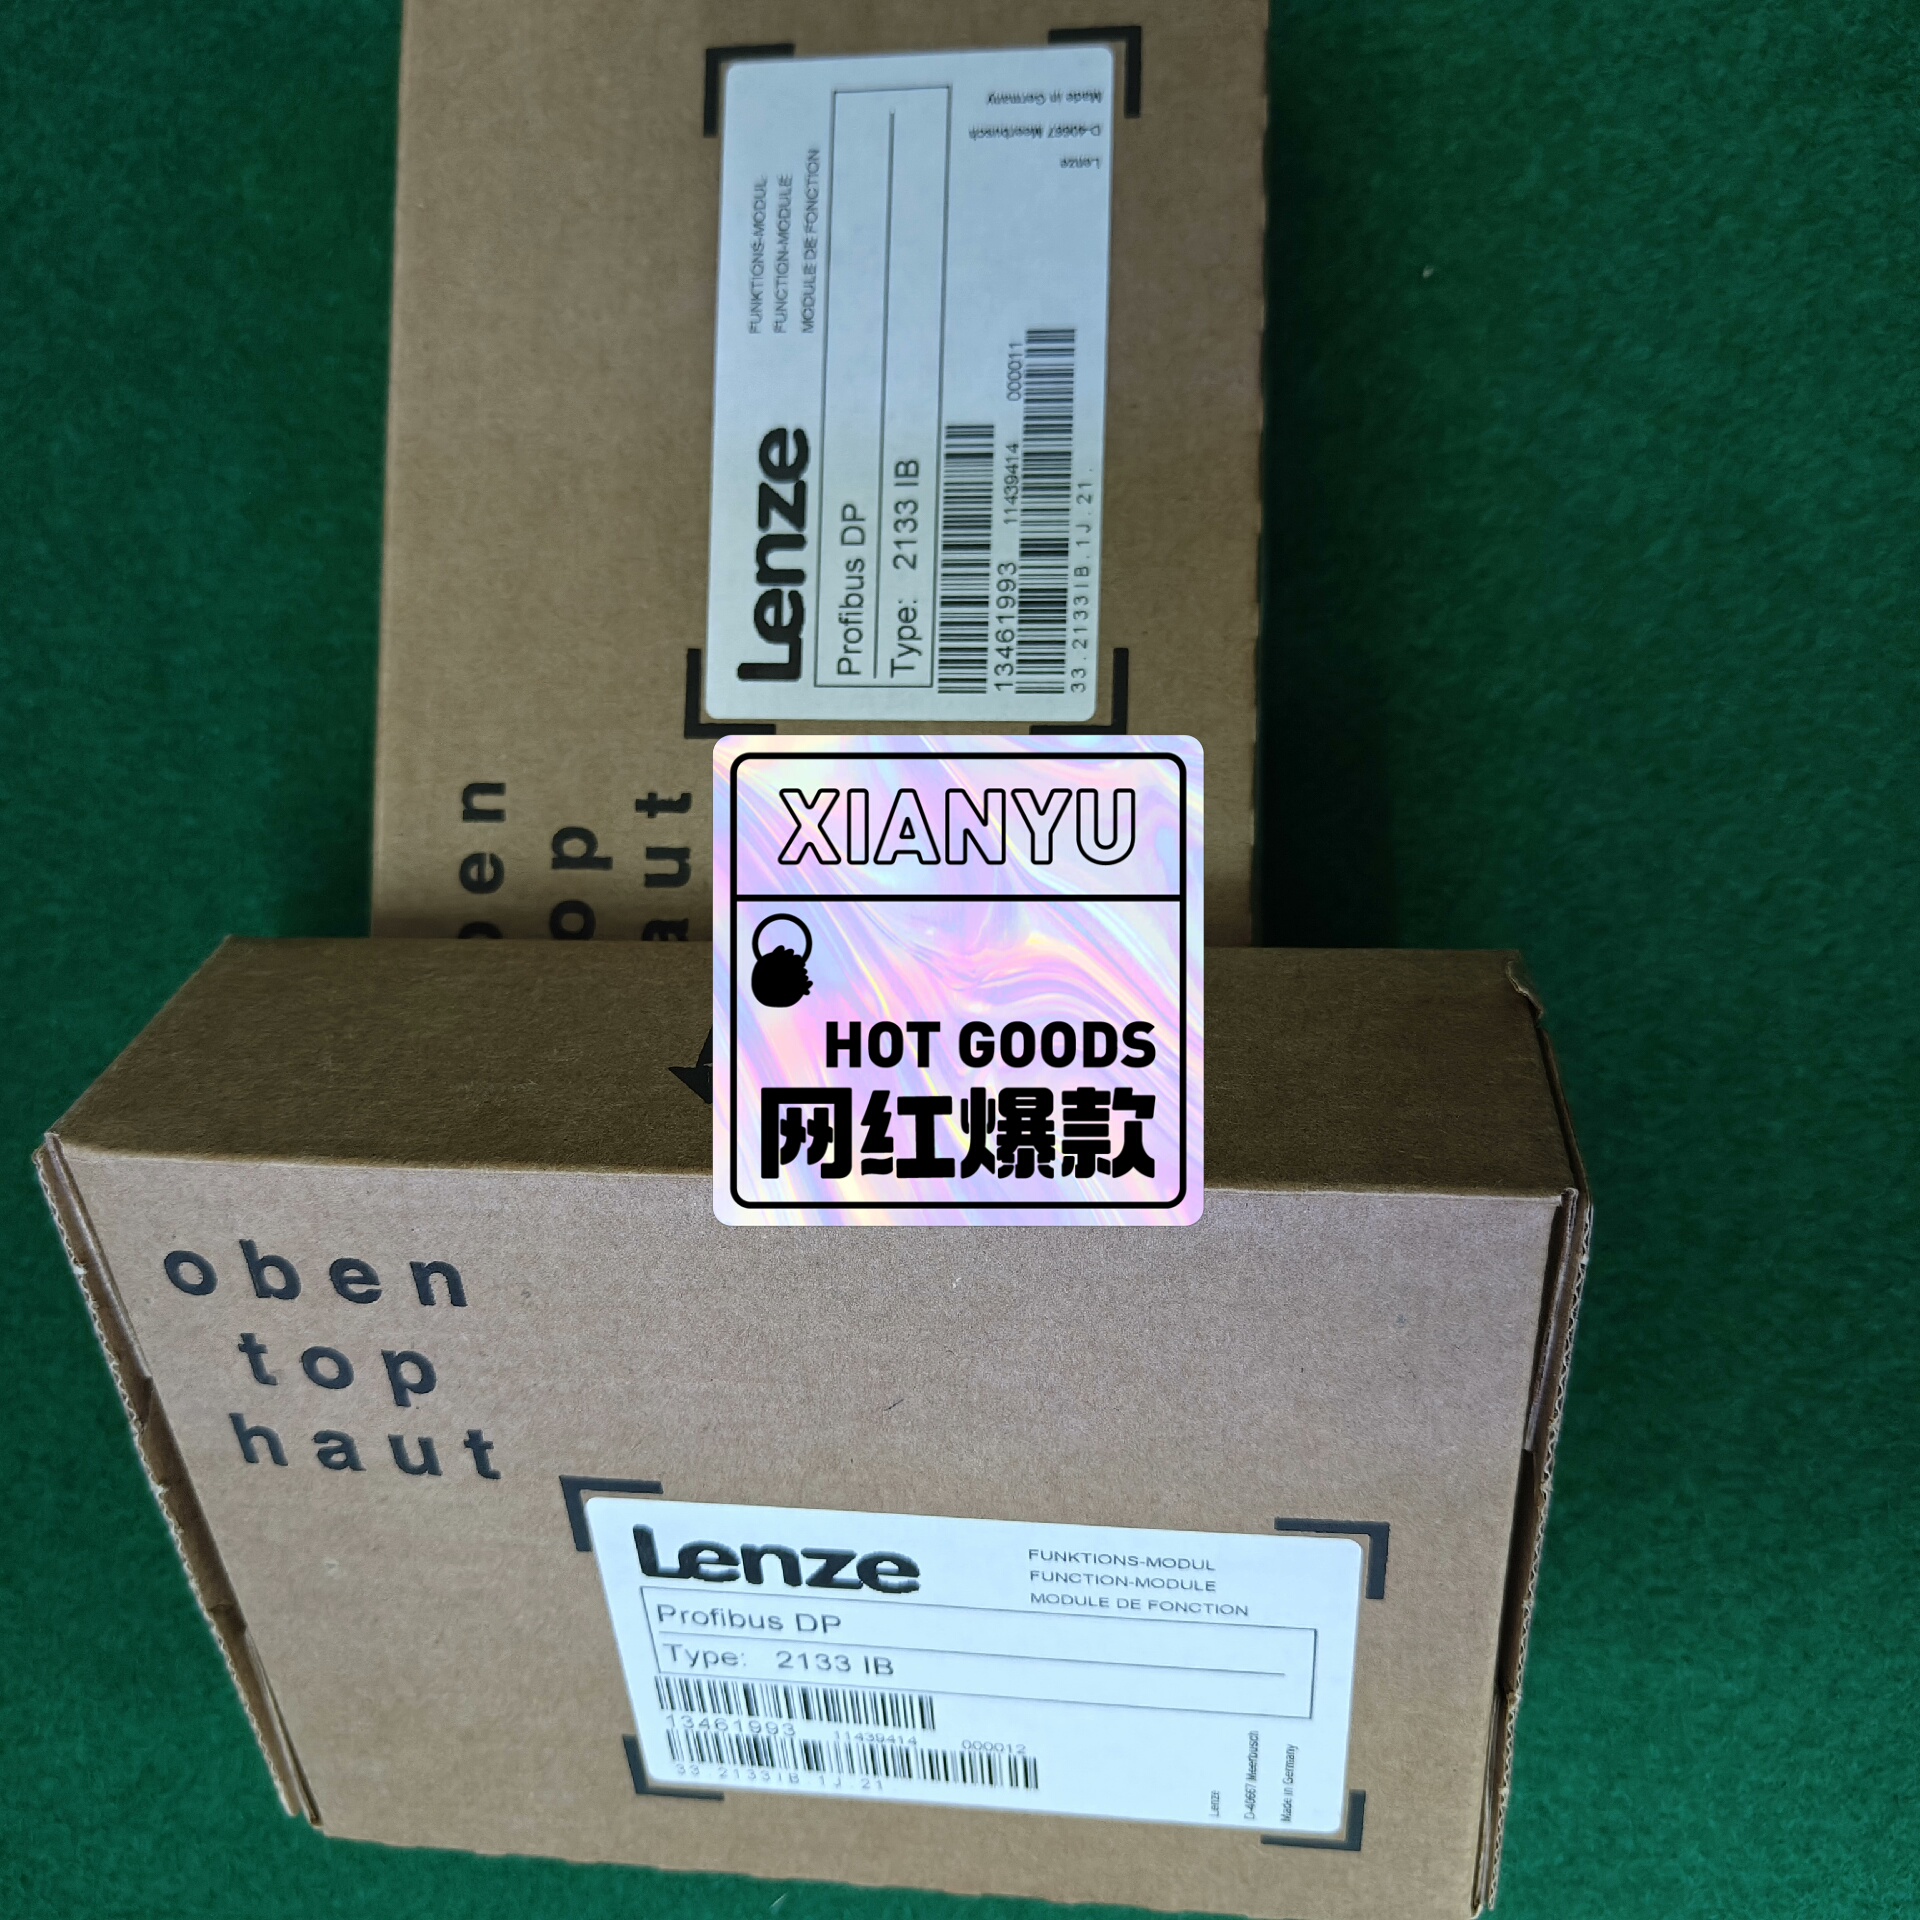 Lenze
FUNKTIONS-MODUL
FUNCTION-MODULE
MODULE DE FONCTION
Profibus DP
Type: 2133 IB
13461993 11439414 000011
33.2133IB.1J.21.
Lenze
D-40667 Meerbusch
Made in Germany
oben
top
haut
XIANYU
HOT GOODS
网红爆款
oben
top
haut
Lenze
FUNKTIONS-MODUL
FUNCTION-MODULE
MODULE DE FONCTION
Profibus DP
Type: 2133 IB
13461993 11439414 000012
33.2133IB.1J.21
Lenze
D-40667 Meerbusch
Made in Germany